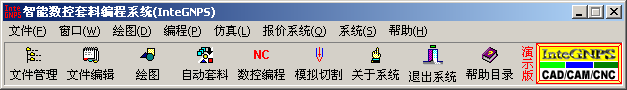 智能数控套料编程系统(InteGNPS)
文件(F) 窗口(W) 绘图(D) 编程(P) 仿真(L) 报价系统(Q) 系统(S) 帮助(H)
NC
文件管理 文件编辑 绘图 自动套料 数控编程 模拟切割 关于系统 退出系统 帮助目录
演示版
InteGNPS
CAD/CAM/CNC